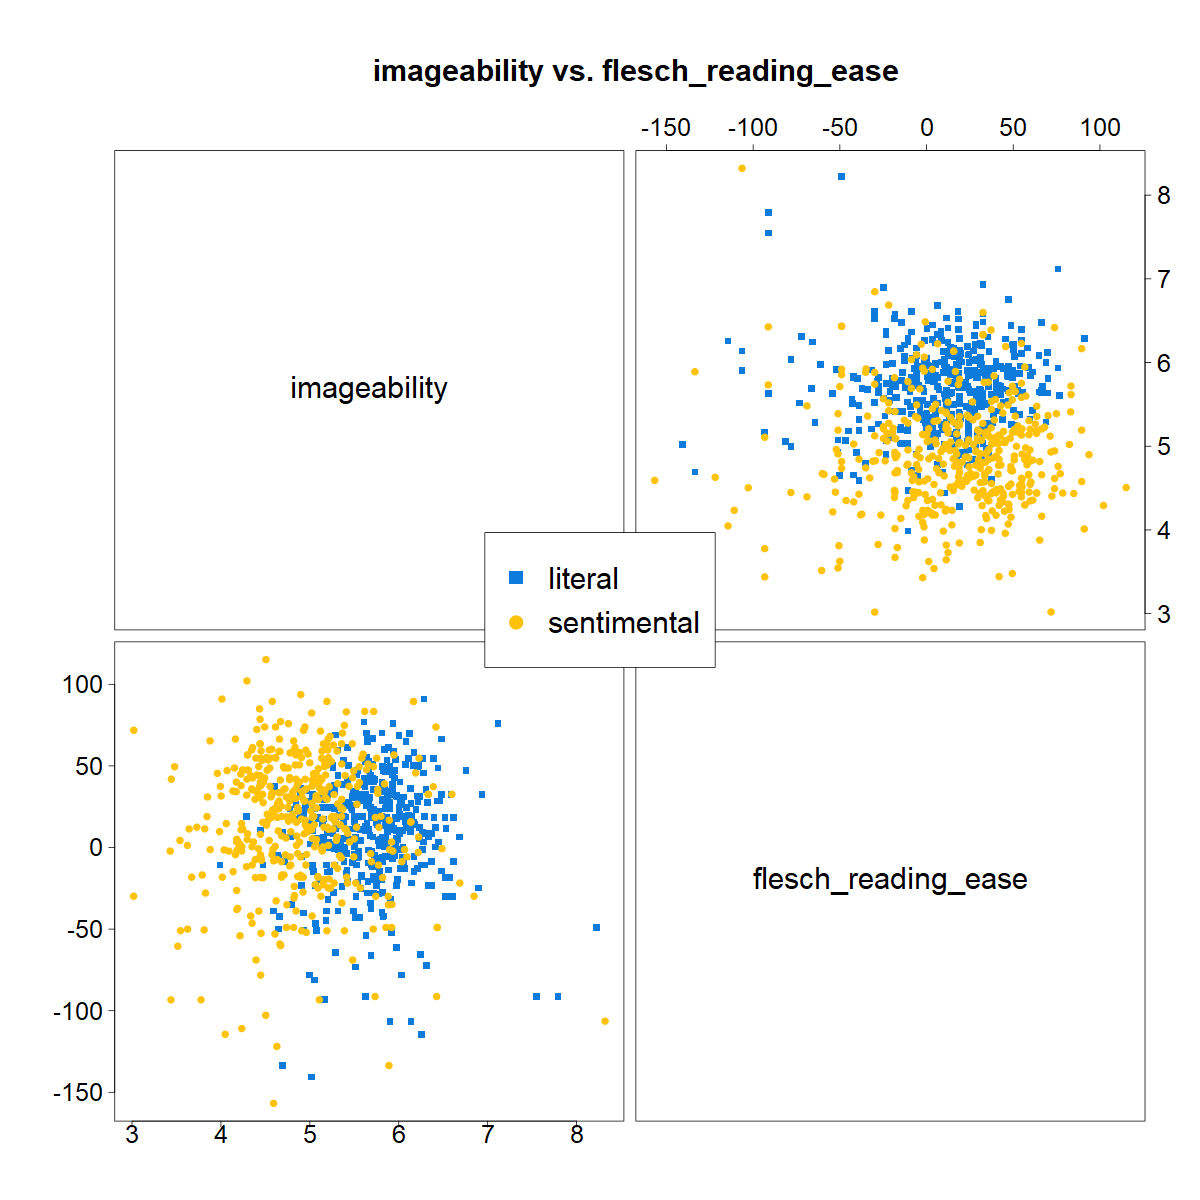 imageability vs. flesch_reading_ease
-150 -100 -50 0 50 100
8
7
6
5
4
3
imageability
literal
sentimental
100
50
0
-50
-100
-150
flesch_reading_ease
3 4 5 6 7 8